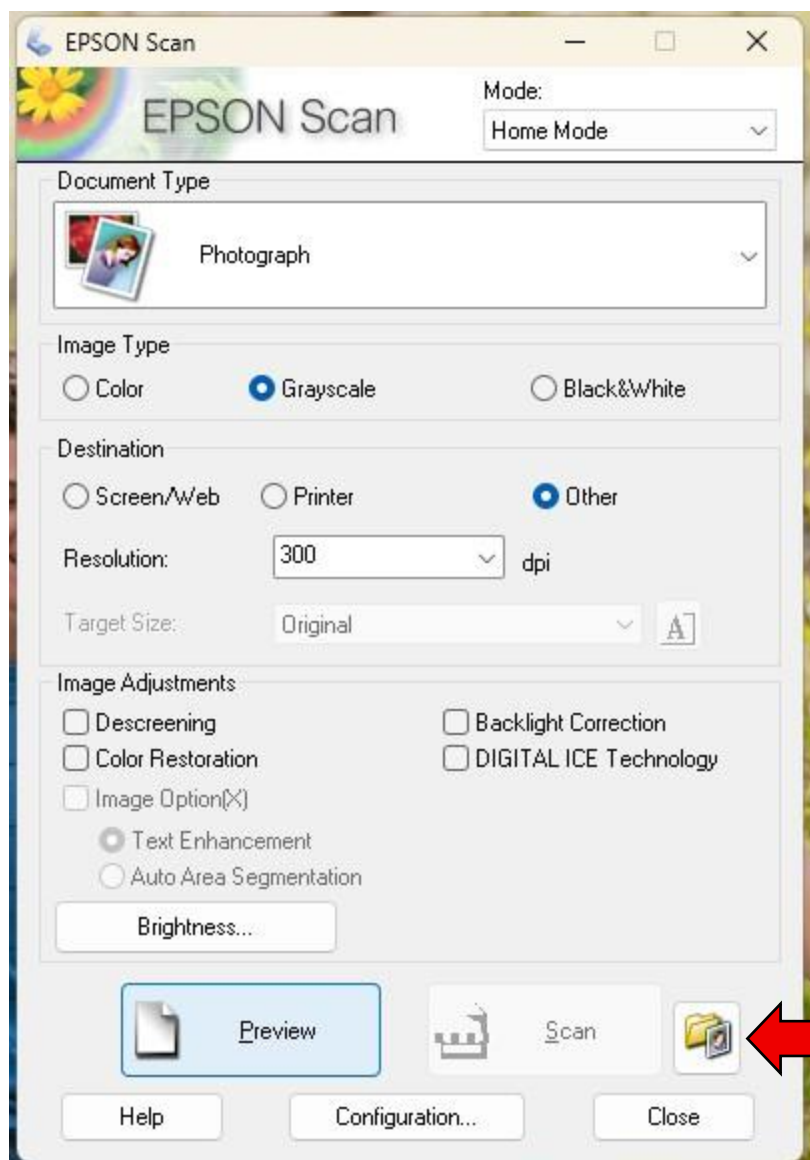 EPSON Scan
EPSON Scan
Mode:
Home Mode
Document Type
Photograph
Image Type
Color Grayscale Black&White
Destination
Screen/Web Printer Other
Resolution: 300 dpi
Target Size: Original A
Image Adjustments
Descreening Backlight Correction
Color Restoration DIGITAL ICE Technology
Image Option(X)
Text Enhancement
Auto Area Segmentation
Brightness...
Preview Scan
Help Configuration... Close